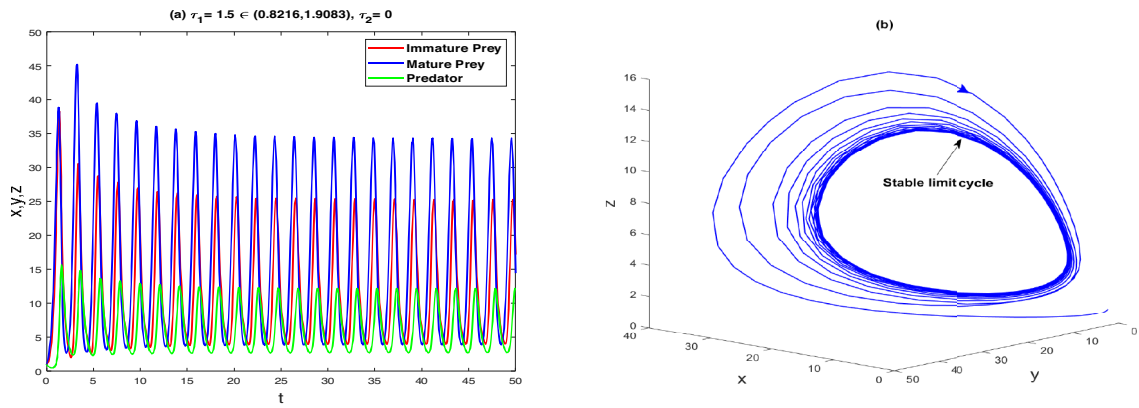 (a) τ₁= 1.5 ∈ (0.8216,1.9083), τ₂= 0
50
45
40
35
30
25
20
15
10
5
0
x,y,z
Immature Prey
Mature Prey
Predator
0 5 10 15 20 25 30 35 40 45 50
t
(b)
16
14
12
10
8
6
4
2
0
z
Stable limit cycle
40
30
20
10
0
x
50
40
30
20
10
0
y